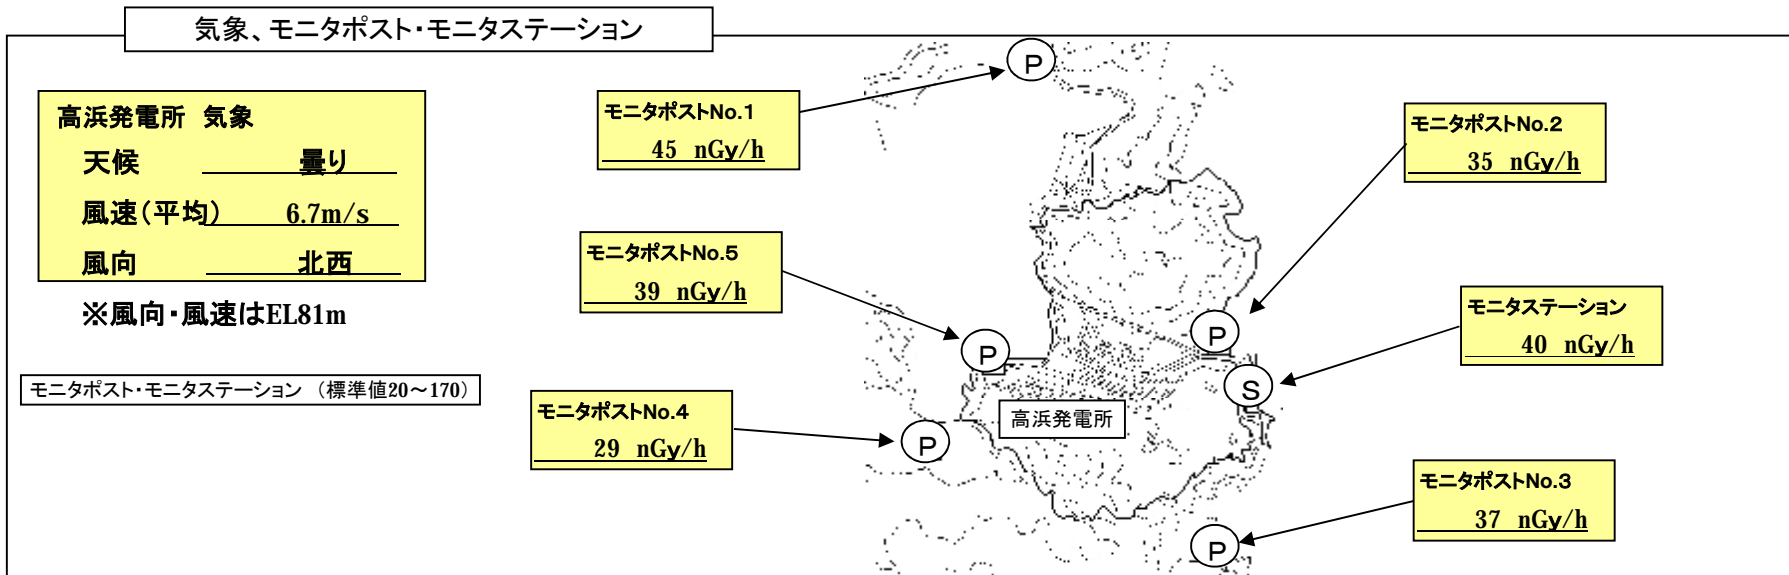 気象、モニタポスト・モニタステーション
高浜発電所 気象
天候 曇り
風速(平均) 6.7m/s
風向 北西
※風向・風速はEL81m
モニタポスト・モニタステーション (標準値20~170)
モニタポストNo.1
45 nGy/h
モニタポストNo.2
35 nGy/h
モニタポストNo.5
39 nGy/h
モニタステーション
40 nGy/h
モニタポストNo.4
29 nGy/h
モニタポストNo.3
37 nGy/h
P
P
P
S
高浜発電所
P
P